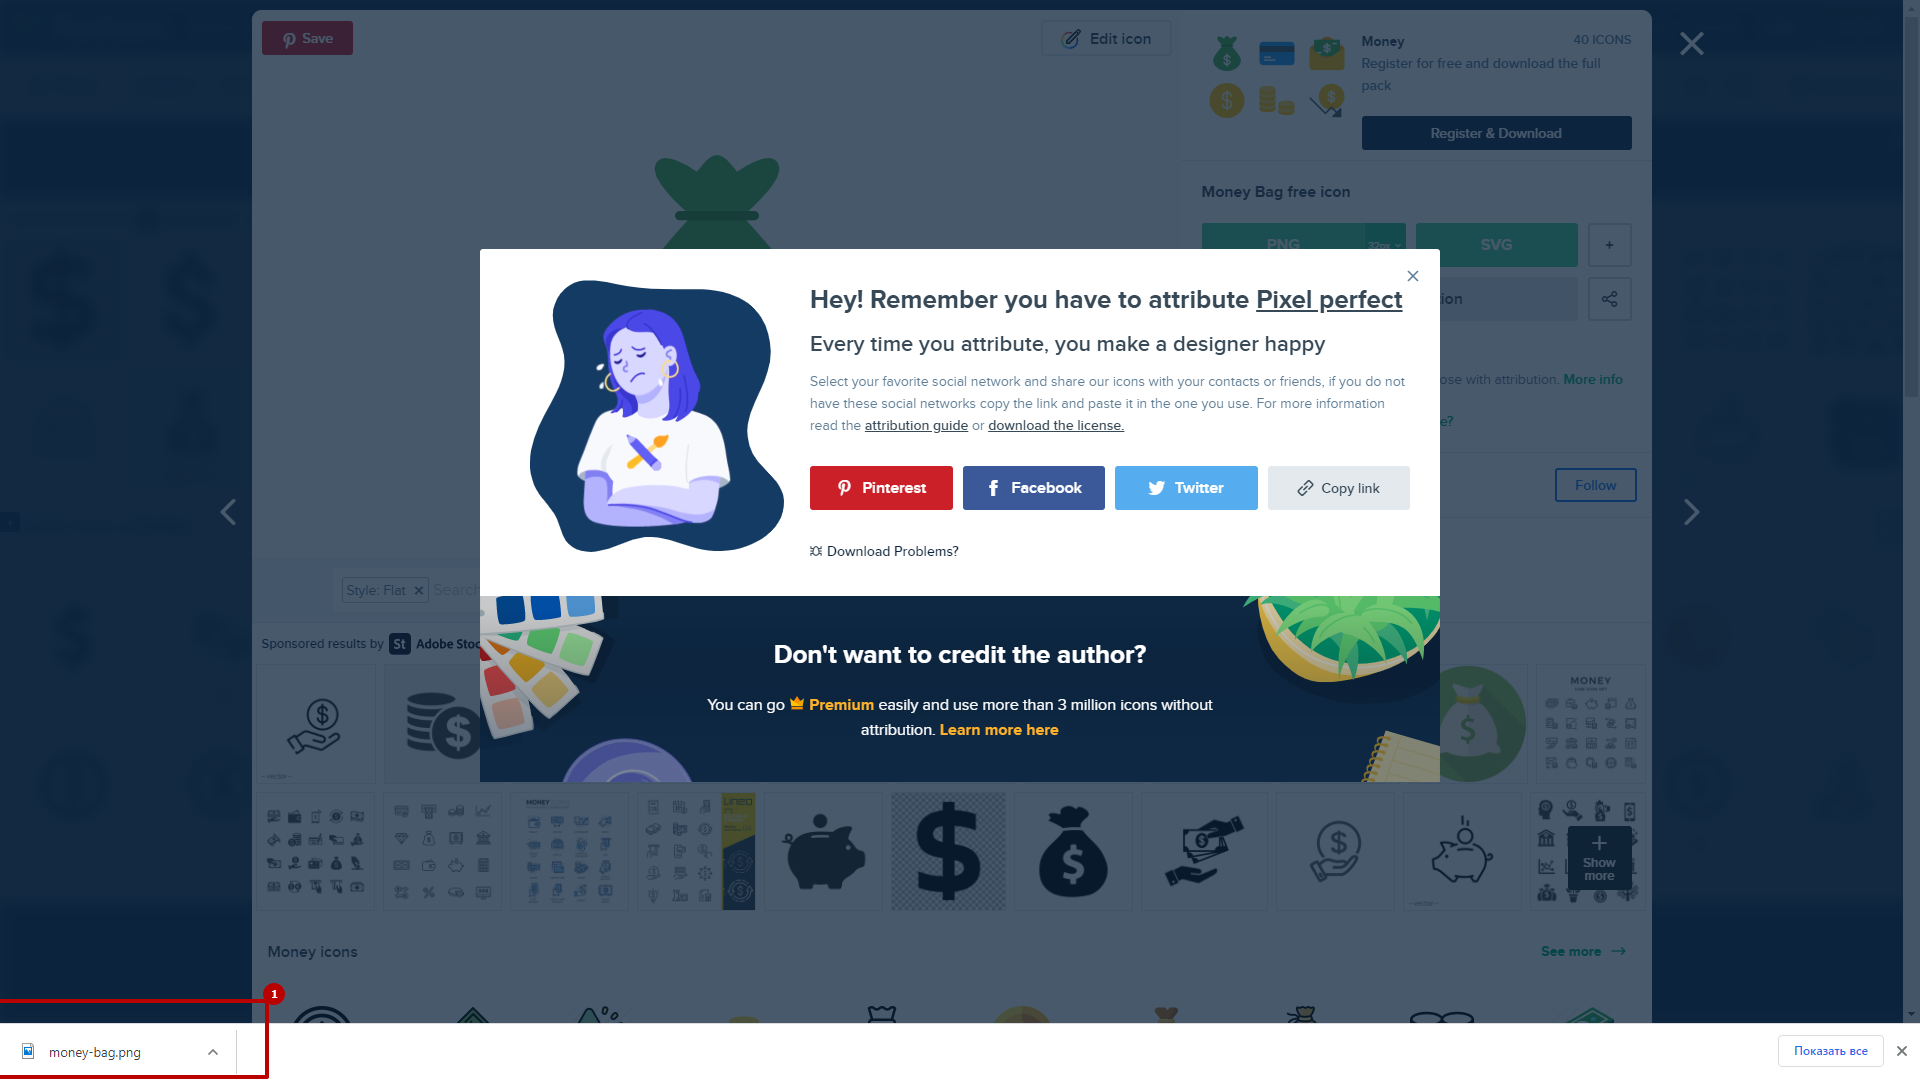 Save
Edit icon
Money
40 ICONS
Register for free and download the full
pack
Register & Download
Money Bag free icon
PNG
32px
SVG
+
Hey! Remember you have to attribute Pixel perfect
Every time you attribute, you make a designer happy
Select your favorite social network and share our icons with your contacts or friends, if you do not
have these social networks copy the link and paste it in the one you use. For more information
read the attribution guide or download the license.
ose with attribution. More info
e?
Pinterest
Facebook
Twitter
Copy link
Follow
Download Problems?
Style: Flat
Search
Sponsored results by St Adobe Stoc
Don't want to credit the author?
You can go Premium easily and use more than 3 million icons without
attribution. Learn more here
MONEY
MONEY
Show
more
Money icons
See more
1
money-bag.png
Показать все